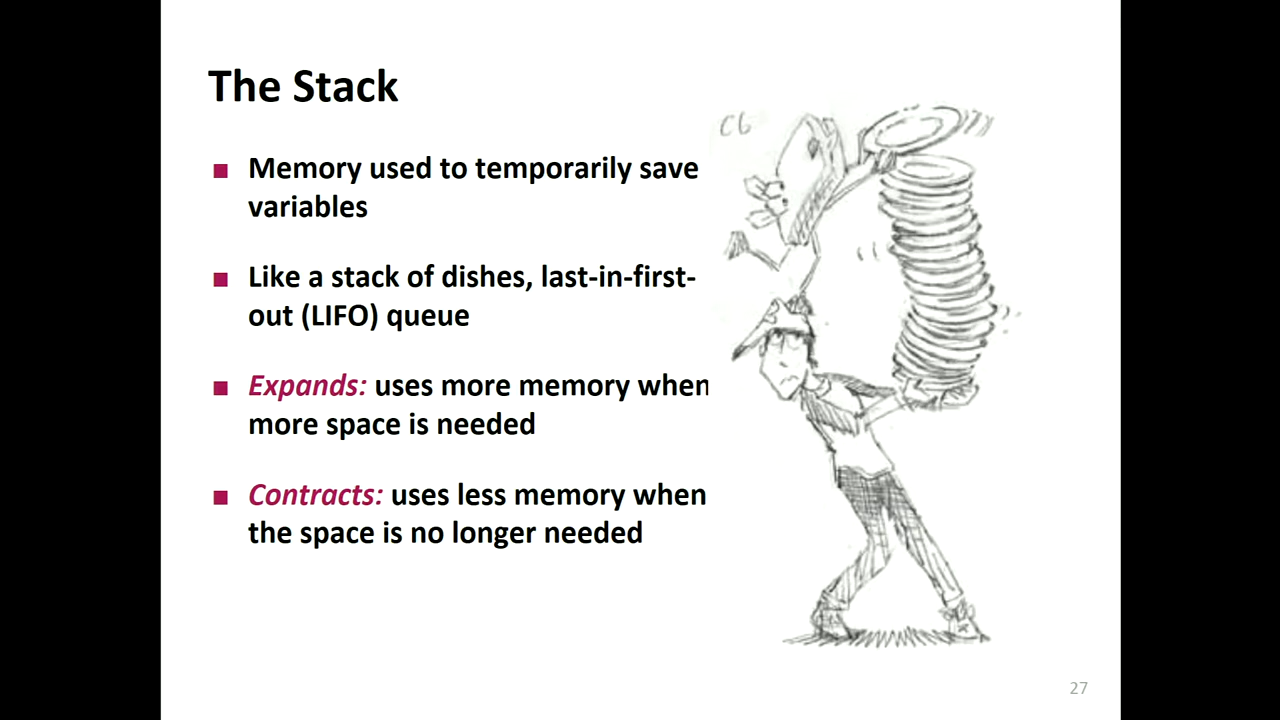 The Stack
■ Memory used to temporarily save
variables
■ Like a stack of dishes, last-in-first-
out (LIFO) queue
■ Expands: uses more memory when
more space is needed
■ Contracts: uses less memory when
the space is no longer needed
C6
27